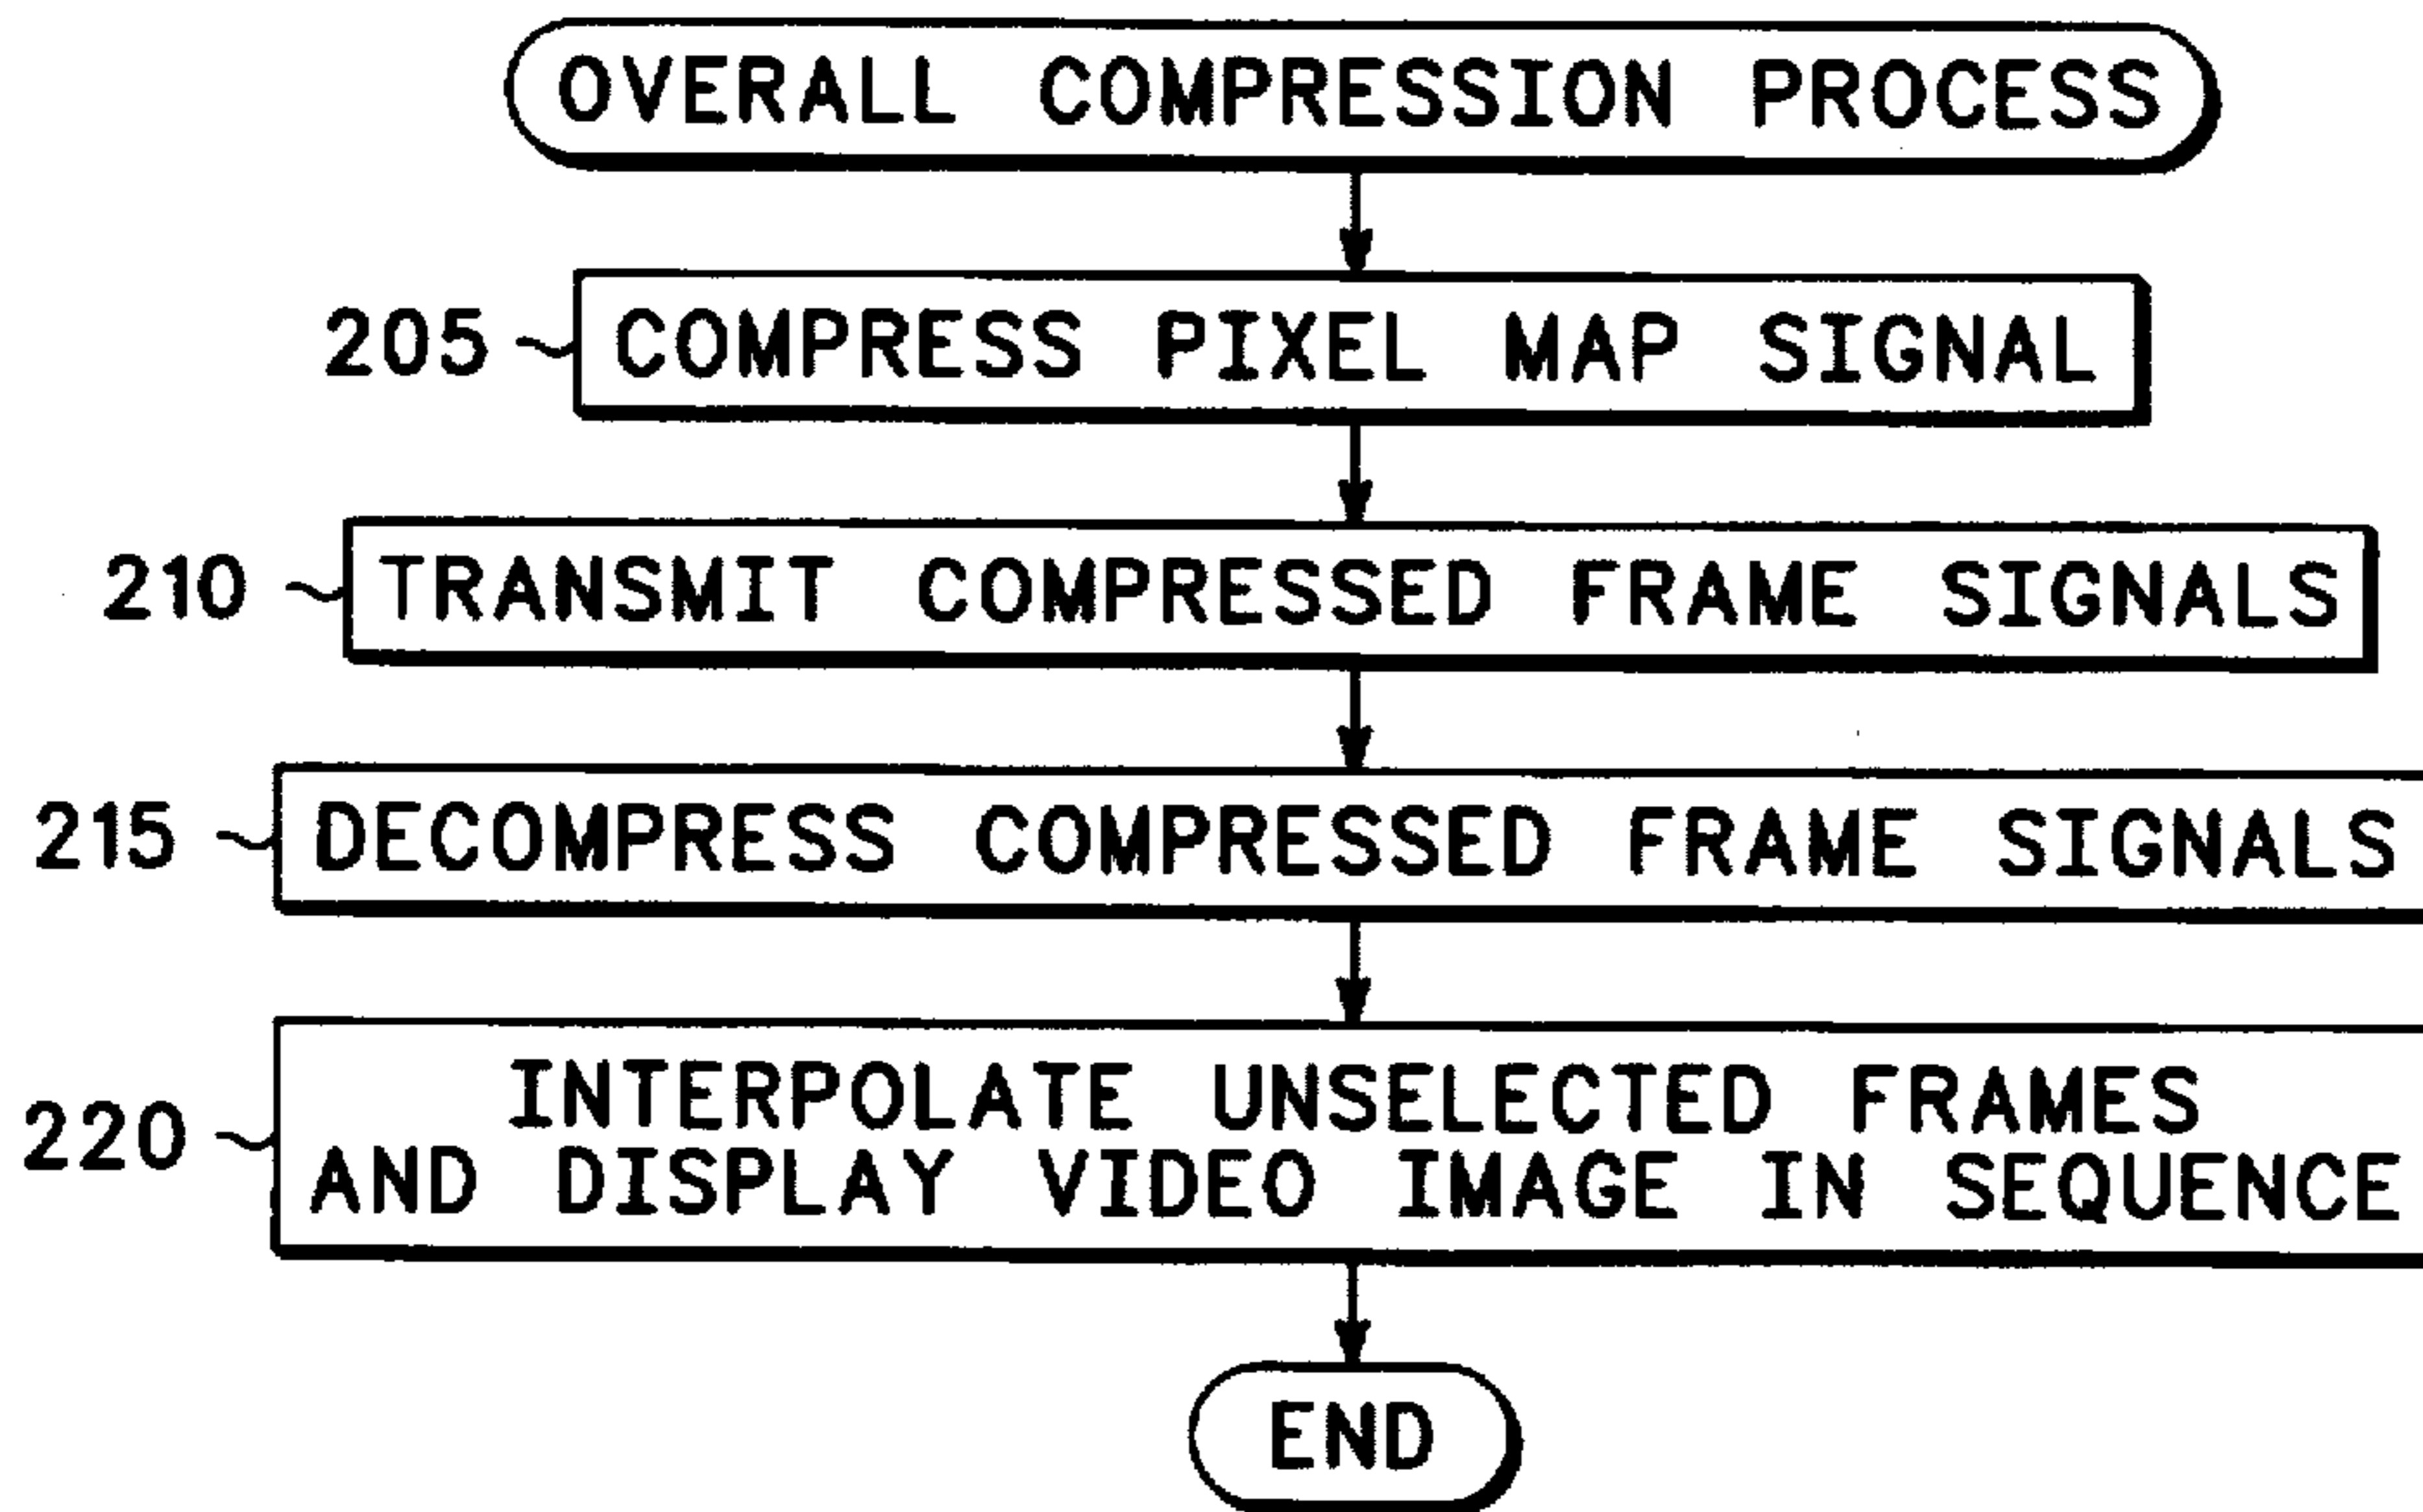 OVERALL COMPRESSION PROCESS
205 COMPRESS PIXEL MAP SIGNAL
210 TRANSMIT COMPRESSED FRAME SIGNALS
215 DECOMPRESS COMPRESSED FRAME SIGNALS
INTERPOLATE UNSELECTED FRAMES
220 AND DISPLAY VIDEO IMAGE IN SEQUENCE
END